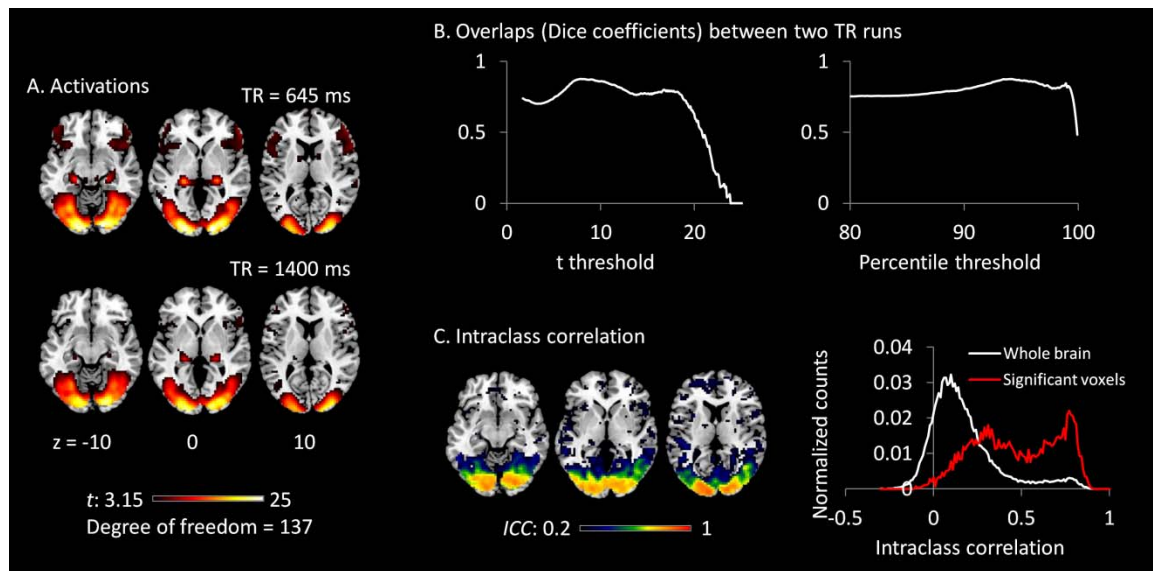 A. Activations
TR = 645 ms
TR = 1400 ms
z = -10 0 10
t: 3.15 25
Degree of freedom = 137
B. Overlaps (Dice coefficients) between two TR runs
1
0.5
0
0 10 20
t threshold
1
0.5
0
80 90 100
Percentile threshold
C. Intraclass correlation
ICC: 0.2 1
Normalized counts
0.04
0.03
0.02
0.01
0
-0.5 0 0.5 1
Whole brain
Significant voxels
Intraclass correlation